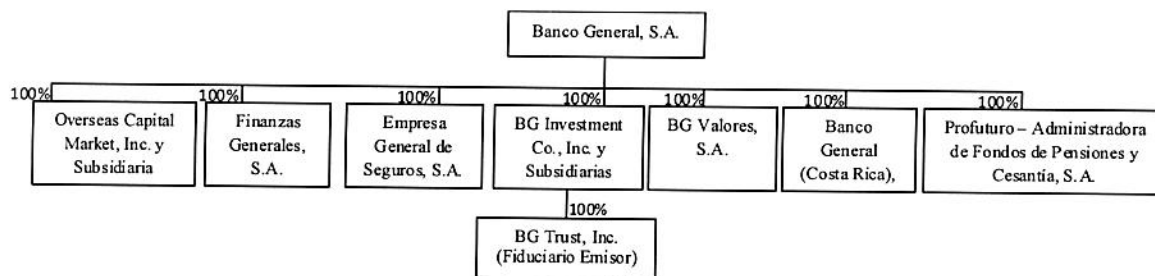 Banco General, S.A.
100%
100%
100%
100%
100%
100%
100%
Overseas Capital
Market, Inc. y
Subsidiaria
Finanzas
Generales,
S.A.
Empresa
General de
Seguros, S.A.
BG Investment
Co., Inc. y
Subsidiarias
BG Valores,
S.A.
Banco
General
(Costa Rica),
Profuturo – Administradora
de Fondos de Pensiones y
Cesantía, S.A.
100%
BG Trust, Inc.
(Fiduciario Emisor)